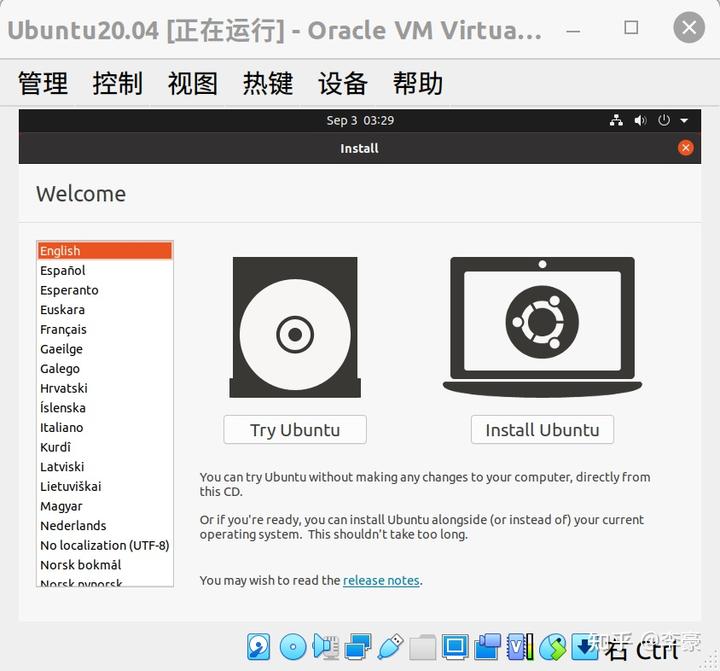 Ubuntu20.04 [正在运行] - Oracle VM Virtua...
管理 控制 视图 热键 设备 帮助
Sep 3 03:29
Install
Welcome
English
Español
Esperanto
Euskara
Français
Gaeilge
Galego
Hrvatski
Íslenska
Italiano
Kurdî
Latviski
Lietuviškai
Magyar
Nederlands
No localization (UTF-8)
Norsk bokmål
Norsk nynorsk
Try Ubuntu
Install Ubuntu
You can try Ubuntu without making any changes to your computer, directly from
this CD.
Or if you're ready, you can install Ubuntu alongside (or instead of) your current
operating system. This shouldn't take too long.
You may wish to read the release notes.
知乎 @李豪
右 Ctrl